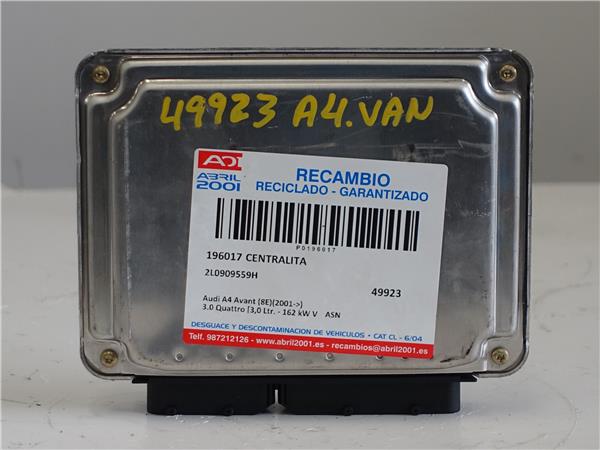 49923 A4.VAN
AD
ABRIL
2001
RECAMBIO
RECICLADO - GARANTIZADO
P0196017
196017 CENTRALITA
2L0909559H
49923
Audi A4 Avant (8E)(2001->)
3.0 Quattro [3,0 Ltr. - 162 kW V ASN
DESGUACE Y DESCONTAMINACION DE VEHICULOS • CAT CL - 6/04
Telf. 987212126 - www.abril2001.es - recambios@abril2001.es